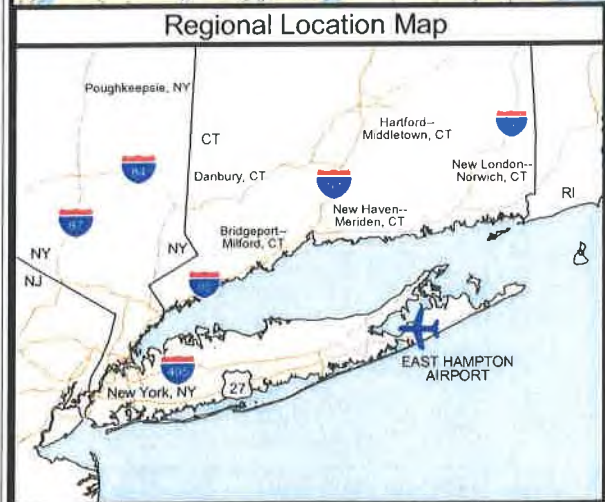 Regional Location Map
Poughkeepsie, NY
Hartford--
Middletown, CT
CT
84
Danbury, CT
New London--
Norwich, CT
RI
New Haven--
Meriden, CT
87
Bridgeport--
Milford, CT
NY
NY
NJ
EAST HAMPTON
AIRPORT
495
27
New York, NY